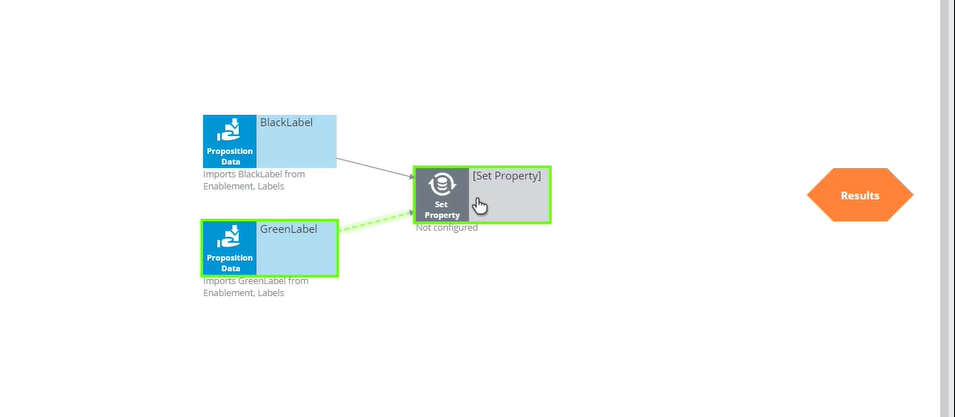 BlackLabel
Proposition
Data
Imports BlackLabel from
Enablement, Labels
[Set Property]
Set
Property
Not configured
GreenLabel
Proposition
Data
Imports GreenLabel from
Enablement, Labels
Results